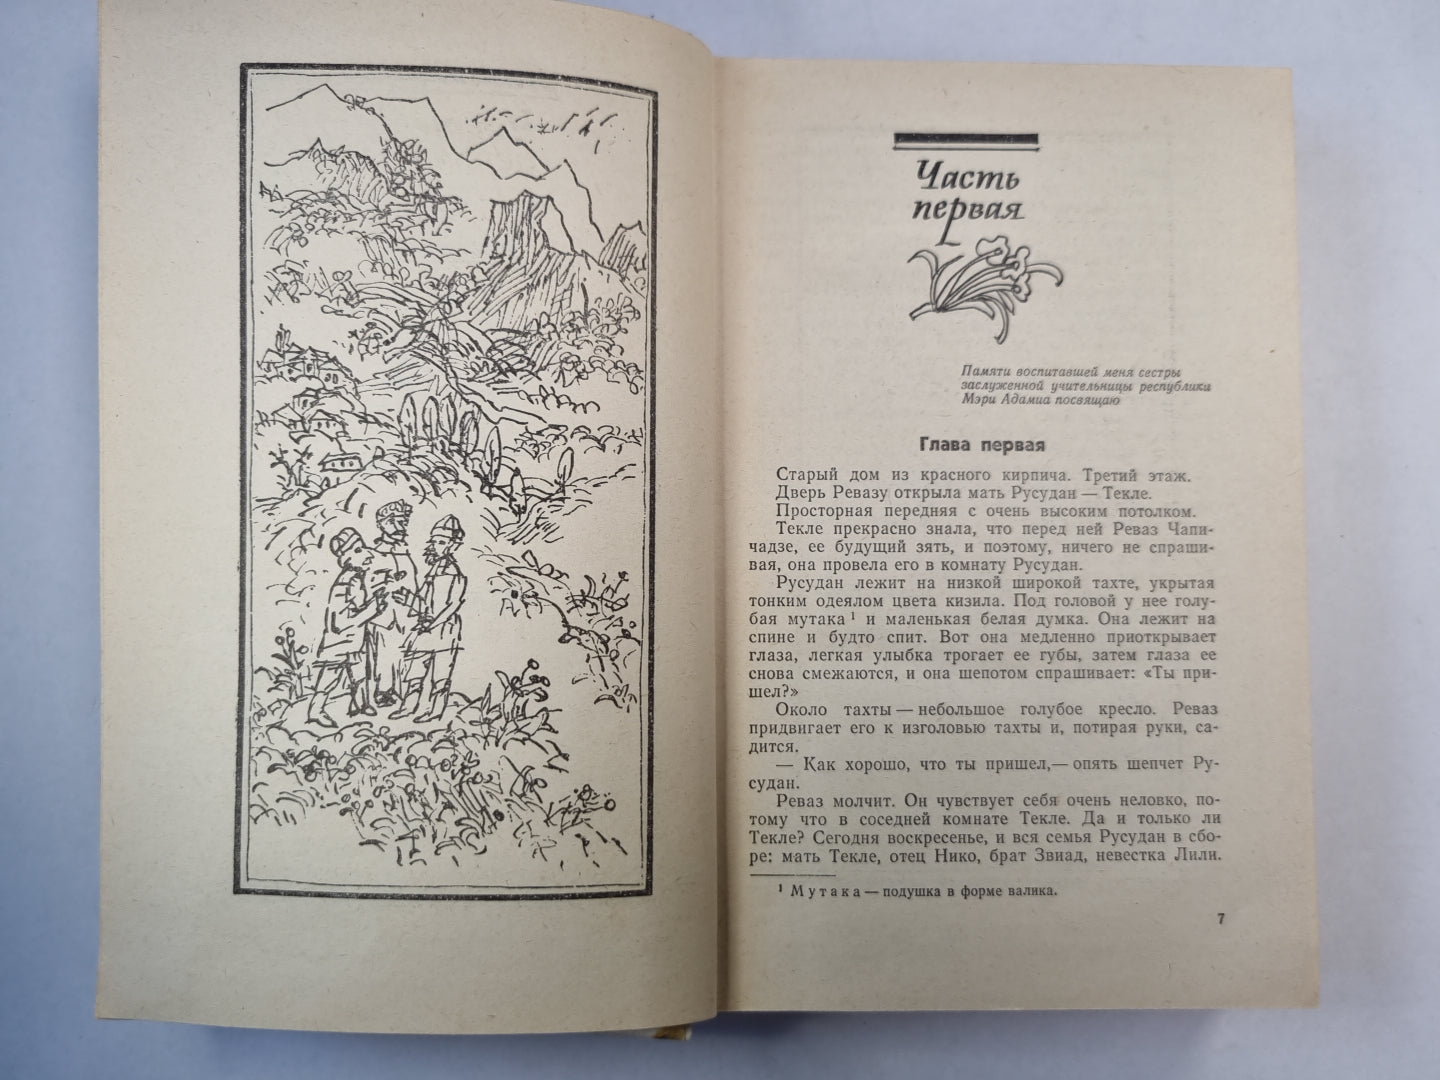 Часть
первая
Памяти воспитавшей меня сестры
заслуженной учительницы республики
Мэри Адамиа посвящаю
Глава первая
Старый дом из красного кирпича. Третий этаж.
Дверь Ревазу открыла мать Русудан — Текле.
Просторная передняя с очень высоким потолком.
Текле прекрасно знала, что перед ней Реваз Чапи-
чадзе, ее будущий зять, и поэтому, ничего не спраши-
вая, она провела его в комнату Русудан.
Русудан лежит на низкой широкой тахте, укрытая
тонким одеялом цвета кизила. Под головой у нее голу-
бая мутака ¹ и маленькая белая думка. Она лежит на
спине и будто спит. Вот она медленно приоткрывает
глаза, легкая улыбка трогает ее губы, затем глаза ее
снова смежаются, и она шепотом спрашивает: «Ты при-
шел?»
Около тахты — небольшое голубое кресло. Реваз
придвигает его к изголовью тахты и, потирая руки, са-
дится.
— Как хорошо, что ты пришел,— опять шепчет Ру-
судан.
Реваз молчит. Он чувствует себя очень неловко, по-
тому что в соседней комнате Текле. Да и только ли
Текле? Сегодня воскресенье, и вся семья Русудан в сбо-
ре: мать Текле, отец Нико, брат Звиад, невестка Лили.
¹ Мутака — подушка в форме валика.
7